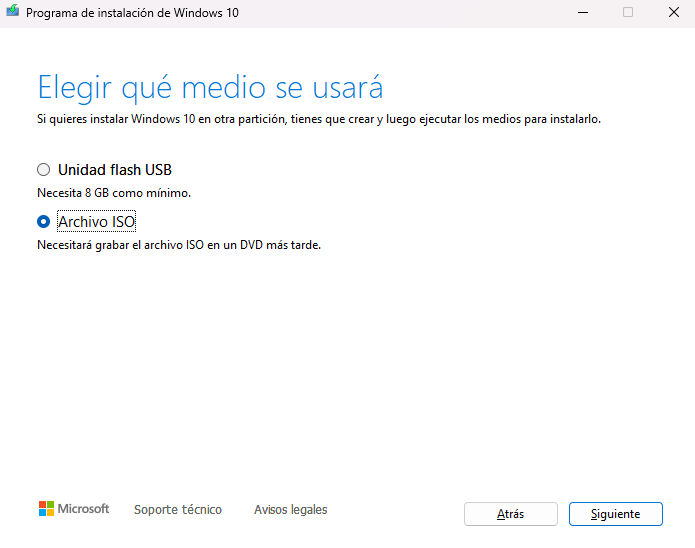 Programa de instalación de Windows 10
Elegir qué medio se usará
Si quieres instalar Windows 10 en otra partición, tienes que crear y luego ejecutar los medios para instalarlo.
Unidad flash USB
Necesita 8 GB como mínimo.
Archivo ISO
Necesitará grabar el archivo ISO en un DVD más tarde.
Microsoft Soporte técnico Avisos legales Atrás Siguiente